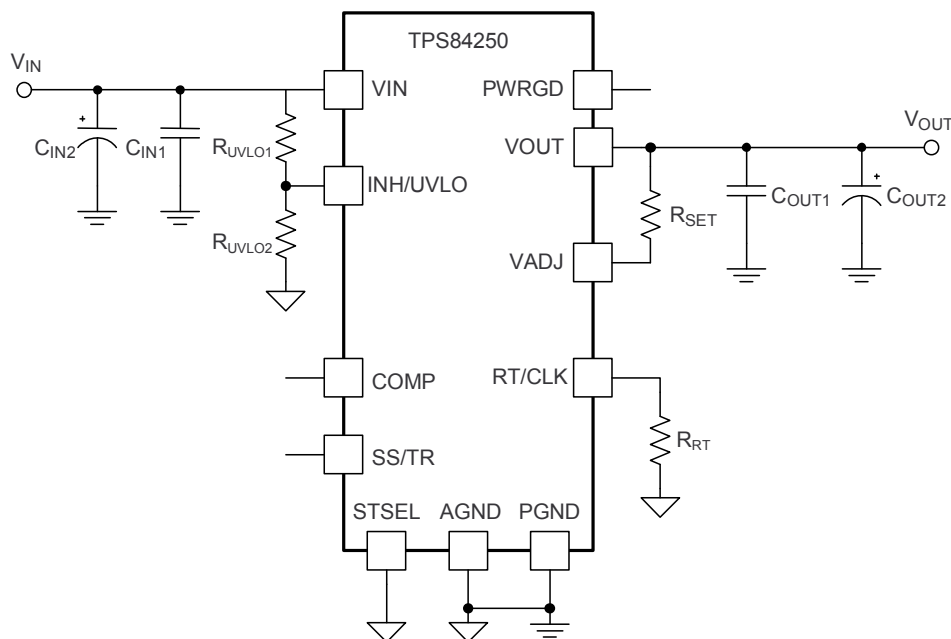 TPS84250
VIN
VIN
PWRGD
VOUT
VOUT
CIN2
+
CIN1
RUVLO1
INH/UVLO
RUVLO2
RSET
COUT1
+
COUT2
VADJ
COMP
RT/CLK
RRT
SS/TR
STSEL AGND PGND